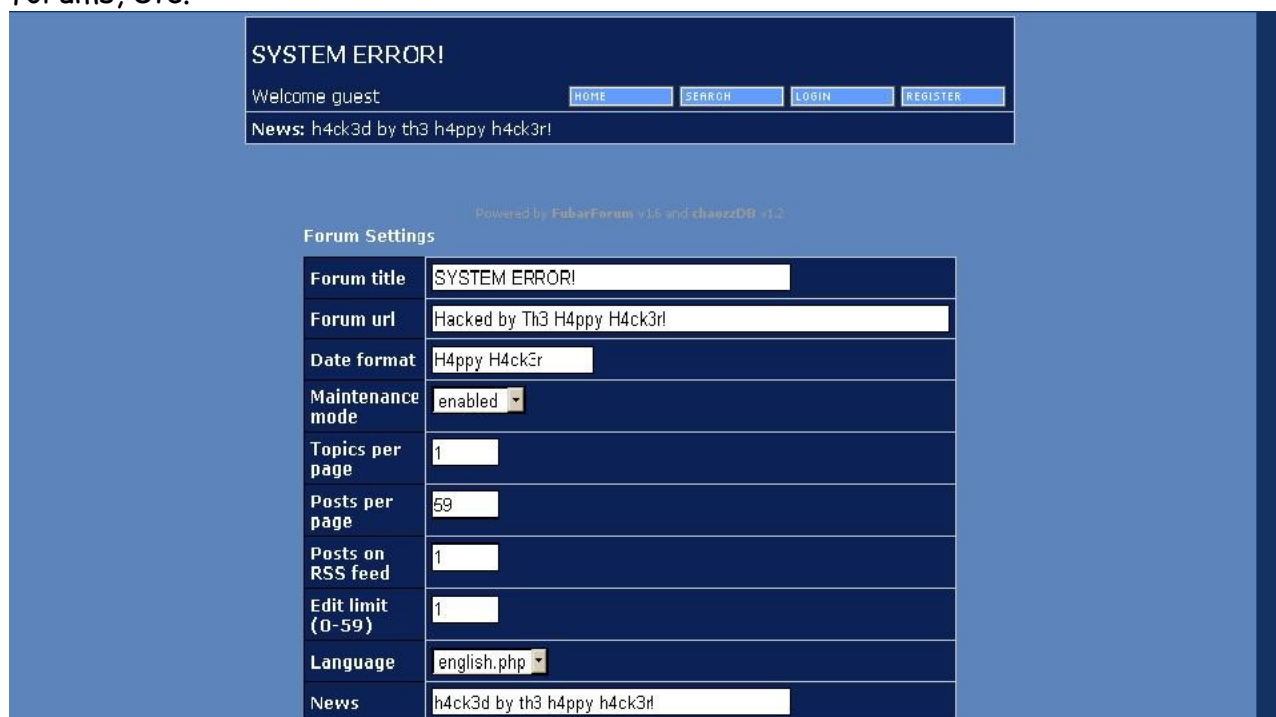 forums, etc.
SYSTEM ERROR!
Welcome guest
HOME SEARCH LOGIN REGISTER
News: h4ck3d by th3 h4ppy h4ck3r!
Powered by FubarForum v1.6 and chaozzDB v1.2
Forum Settings
Forum title SYSTEM ERROR!
Forum url Hacked by Th3 H4ppy H4ck3r!
Date format H4ppy H4ck3r
Maintenance
mode enabled
Topics per
page 1
Posts per
page 59
Posts on
RSS feed 1
Edit limit
(0-59) 1
Language english.php
News h4ck3d by th3 h4ppy h4ck3r!